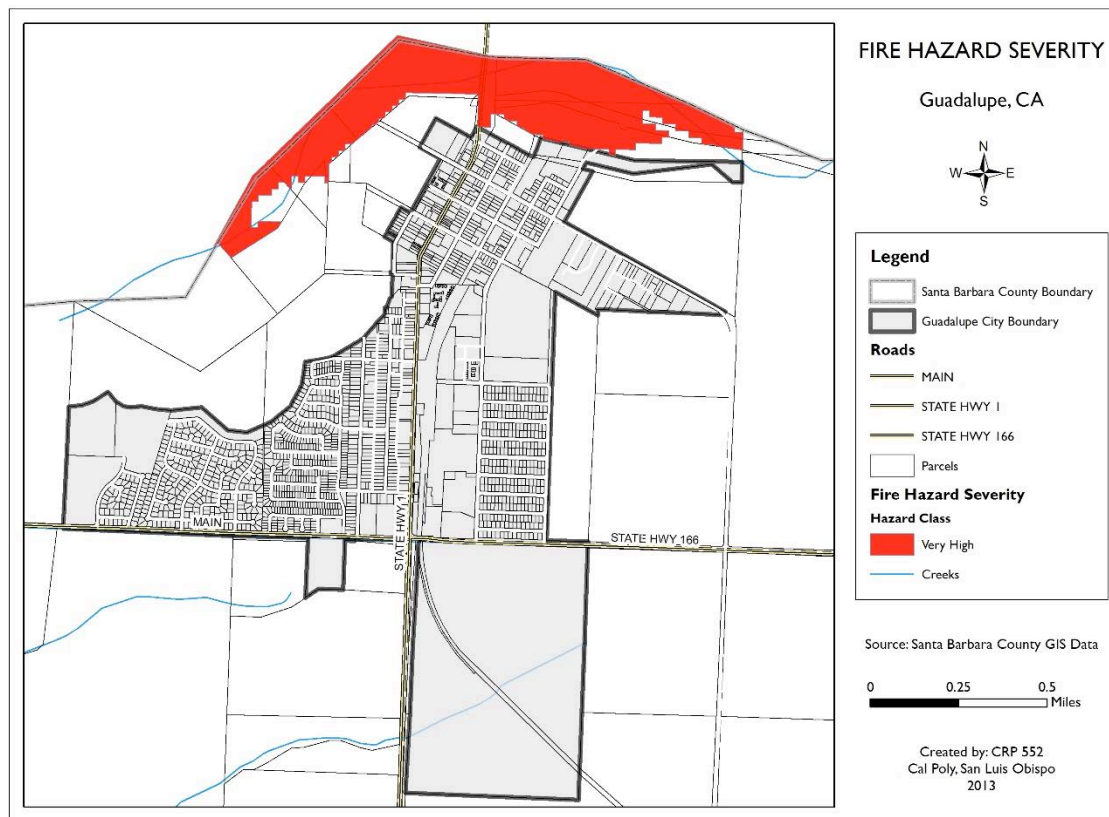 FIRE HAZARD SEVERITY
Guadalupe, CA
N
W E
S
Legend
Santa Barbara County Boundary
Guadalupe City Boundary
Roads
MAIN
STATE HWY 1
STATE HWY 166
Parcels
Fire Hazard Severity
Hazard Class
Very High
Creeks
Source: Santa Barbara County GIS Data
0 0.25 0.5
Miles
Created by: CRP 552
Cal Poly, San Luis Obispo
2013
MAIN
STATE HWY 1
STATE HWY 166